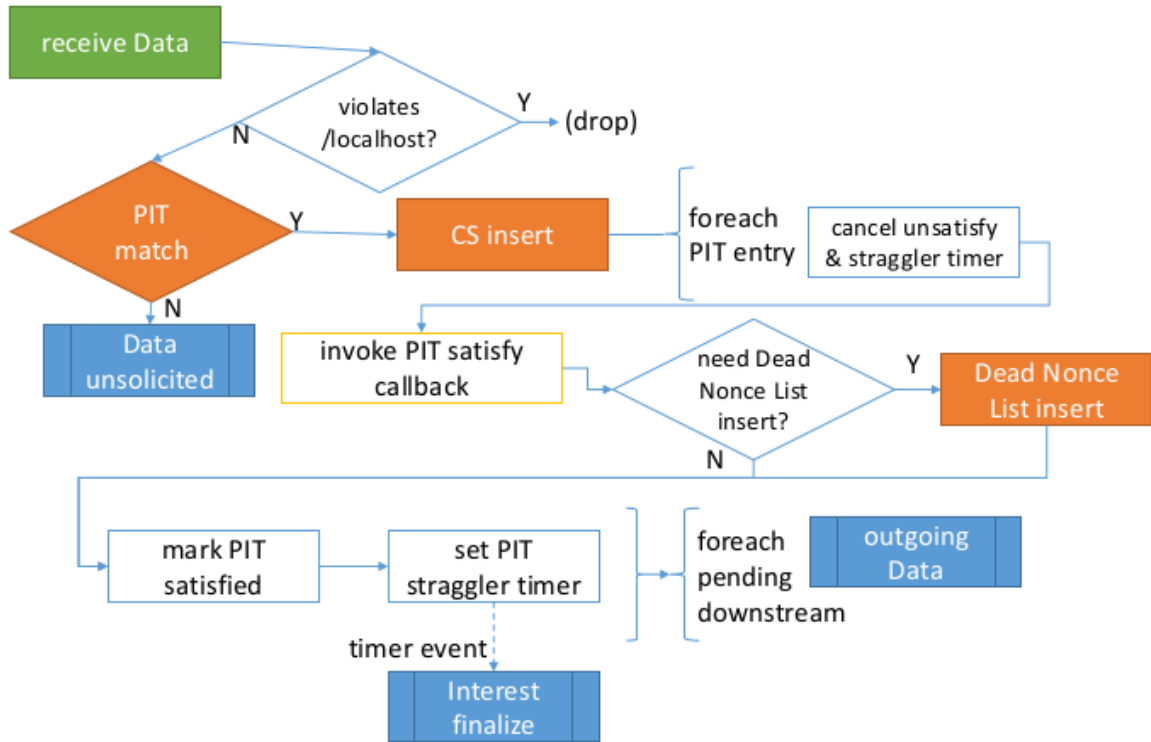 receive Data
violates
/localhost?
Y
(drop)
N
PIT
match
Y
CS insert
foreach
PIT entry
cancel unsatisfy
& straggler timer
N
Data
unsolicited
invoke PIT satisfy
callback
need Dead
Nonce List
insert?
Y
Dead Nonce
List insert
N
mark PIT
satisfied
set PIT
straggler timer
foreach
pending
downstream
outgoing
Data
timer event
Interest
finalize